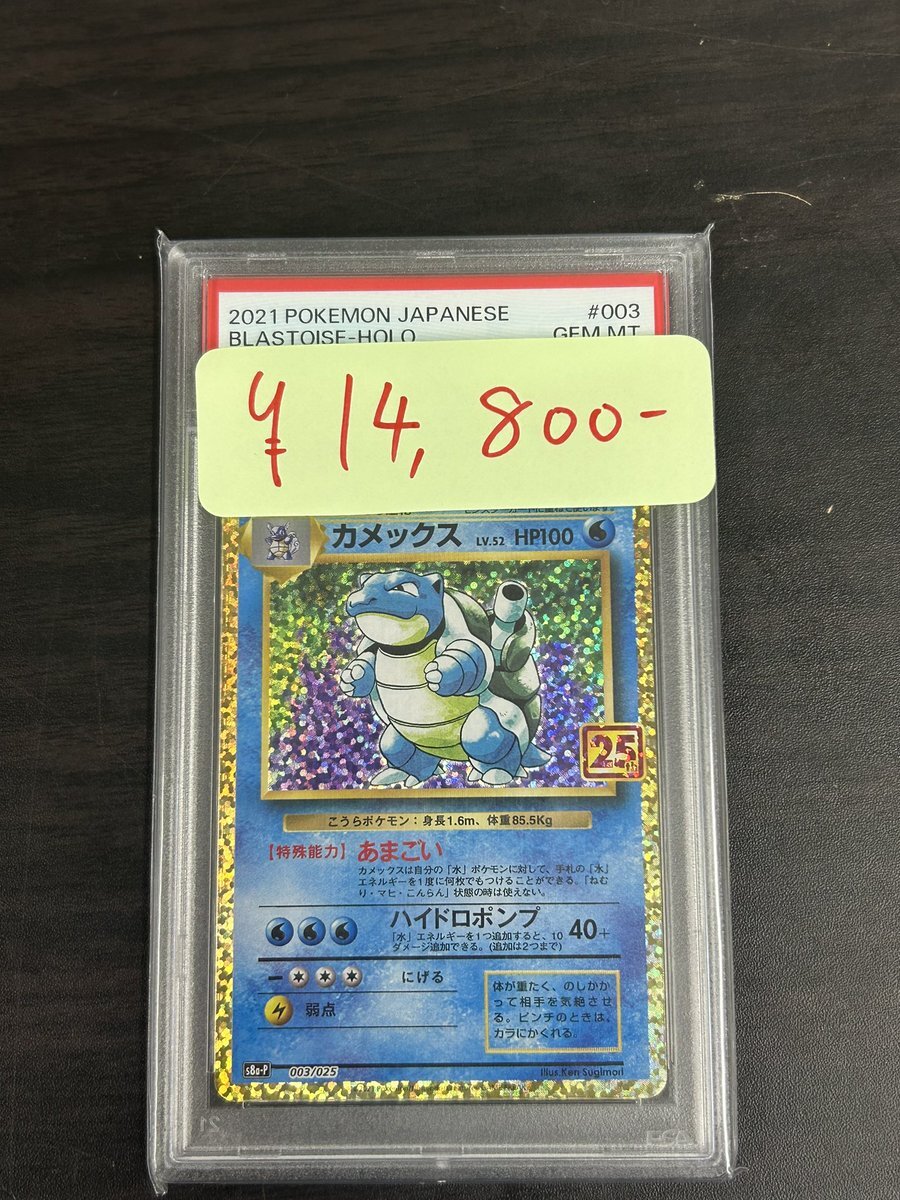 2021 POKEMON JAPANESE #003
BLASTOISE-HOLO GEM MT
¥14,800-
カメックス LV.52 HP100
25
こうらポケモン：身長1.6m、体重85.5Kg
【特殊能力】 あまごい
カメックスは自分の「水」ポケモンに対して、手札の「水」
エネルギーを1度に何枚でもつけることができる。「ねむ
り・マヒ・こんらん」状態の時は使えない。
ハイドロポンプ 40+
「水」エネルギーを1つ追加すると、10
ダメージ追加できる。(追加は2つまで)
にげる
弱点
体が重たく、のしかか
って相手を気絶させ
る。ピンチのときは、
カラにかくれる。
s8a-P 003/025 Illus.Ken Sugimori